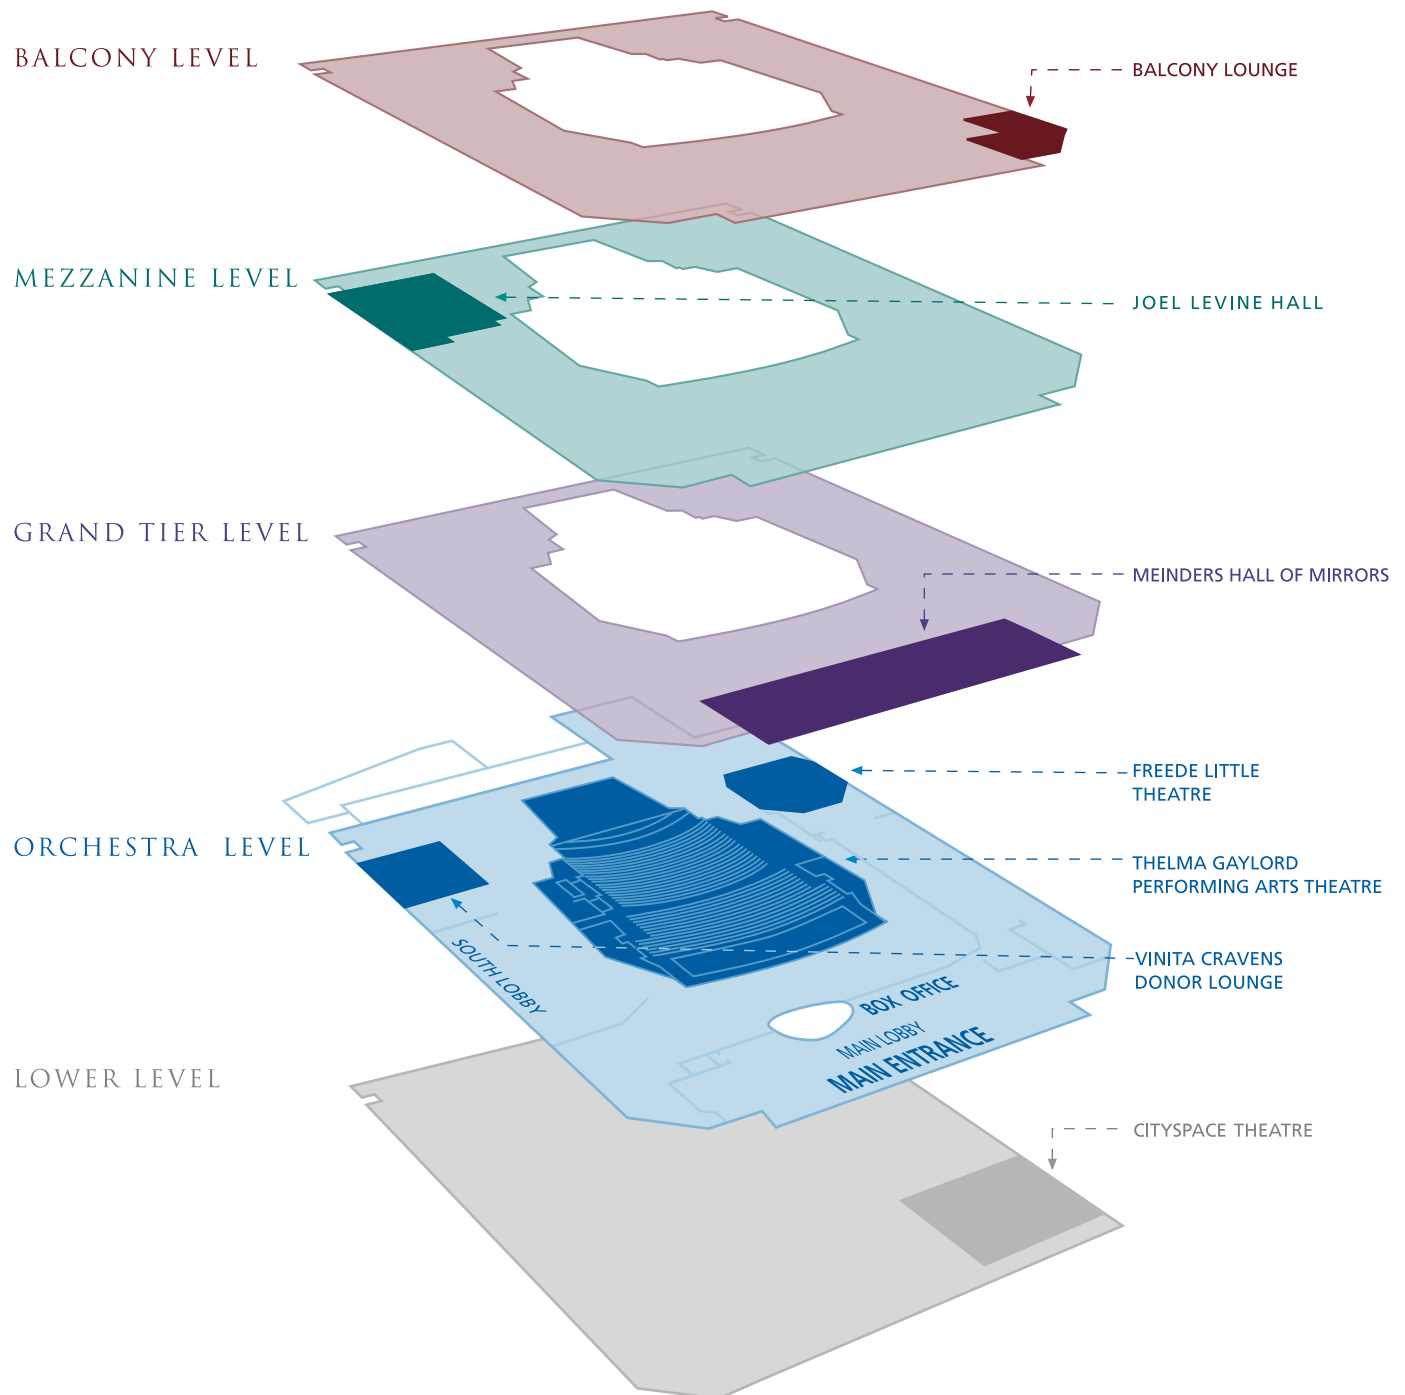 BALCONY LEVEL
BALCONY LOUNGE
MEZZANINE LEVEL
JOEL LEVINE HALL
GRAND TIER LEVEL
MEINDERS HALL OF MIRRORS
FREEDE LITTLE
THEATRE
ORCHESTRA LEVEL
THELMA GAYLORD
PERFORMING ARTS THEATRE
VINITA CRAVENS
DONOR LOUNGE
SOUTH LOBBY
BOX OFFICE
MAIN LOBBY
MAIN ENTRANCE
LOWER LEVEL
CITYSPACE THEATRE